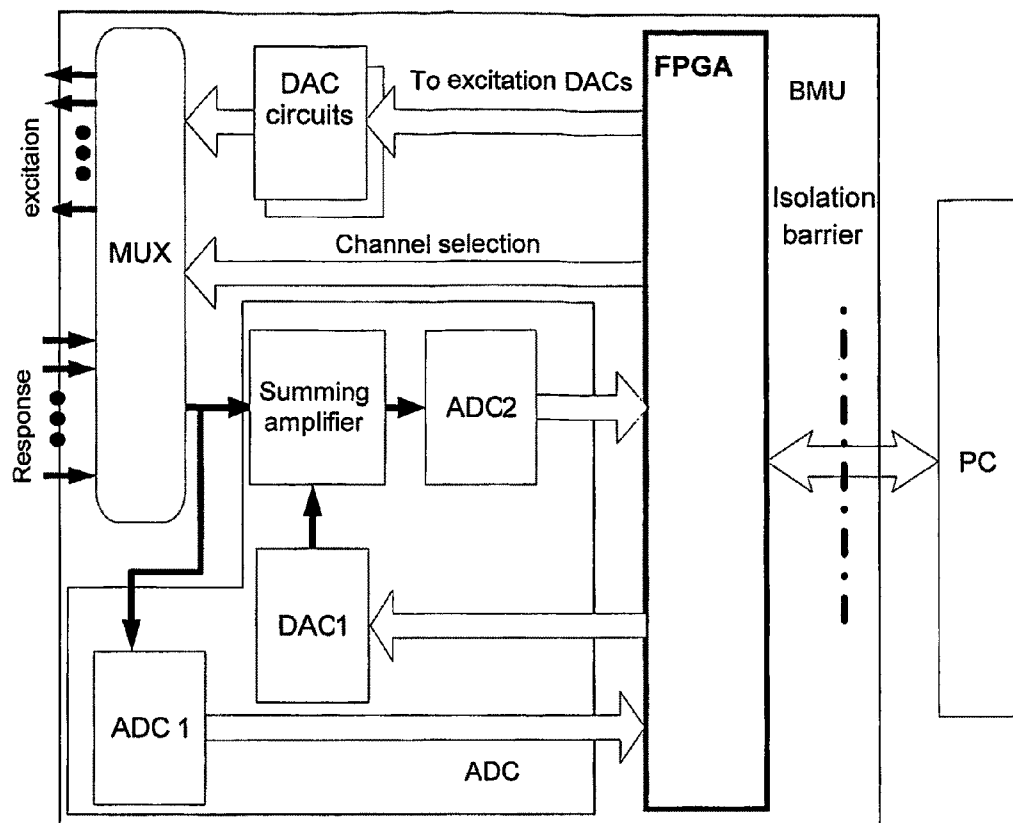 DAC
circuits
To excitation DACs
FPGA
BMU
excitaion
MUX
Channel selection
Isolation
barrier
Response
Summing
amplifier
ADC2
PC
DAC1
ADC 1
ADC